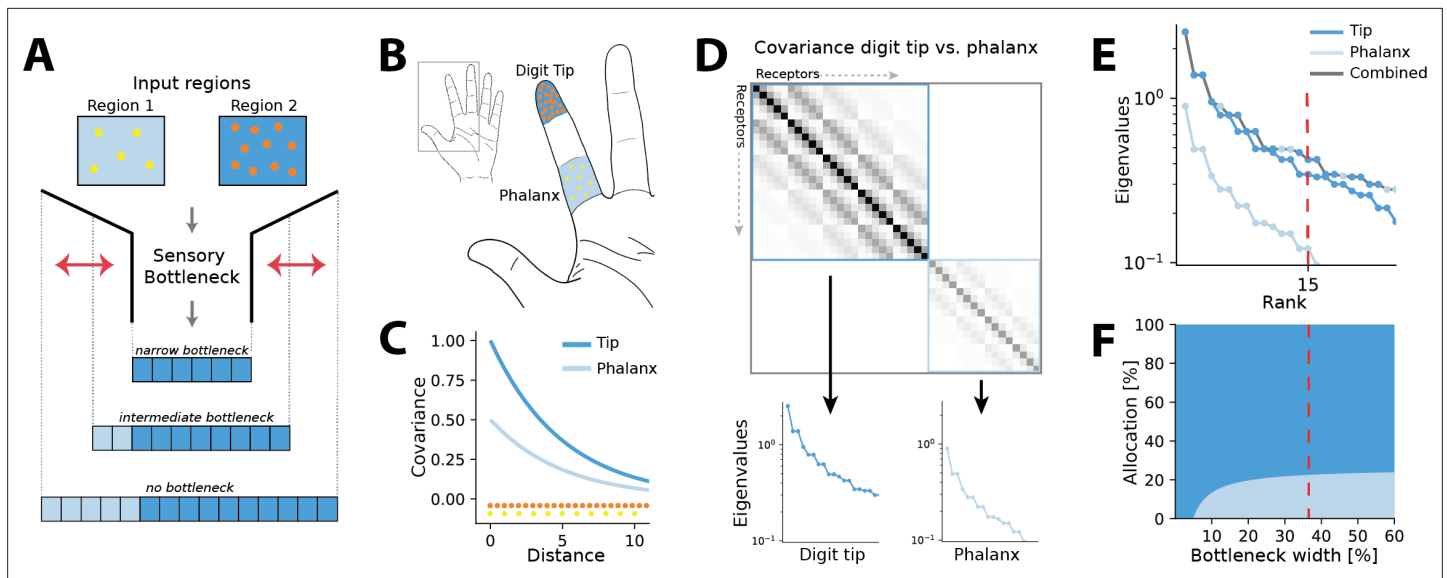 A
Input regions
Region 1
Region 2
Sensory
Bottleneck
narrow bottleneck
intermediate bottleneck
no bottleneck
B
Digit Tip
Phalanx
C
1.00
0.75
0.50
0.25
0.00
Covariance
Tip
Phalanx
0
5
10
Distance
D
Covariance digit tip vs. phalanx
Receptors
Receptors
Eigenvalues
10⁰
10⁻¹
Digit tip
10⁰
10⁻¹
Phalanx
E
Tip
Phalanx
Combined
Eigenvalues
10⁰
10⁻¹
15
Rank
F
100
80
60
40
20
0
Allocation [%]
10
20
30
40
50
60
Bottleneck width [%]